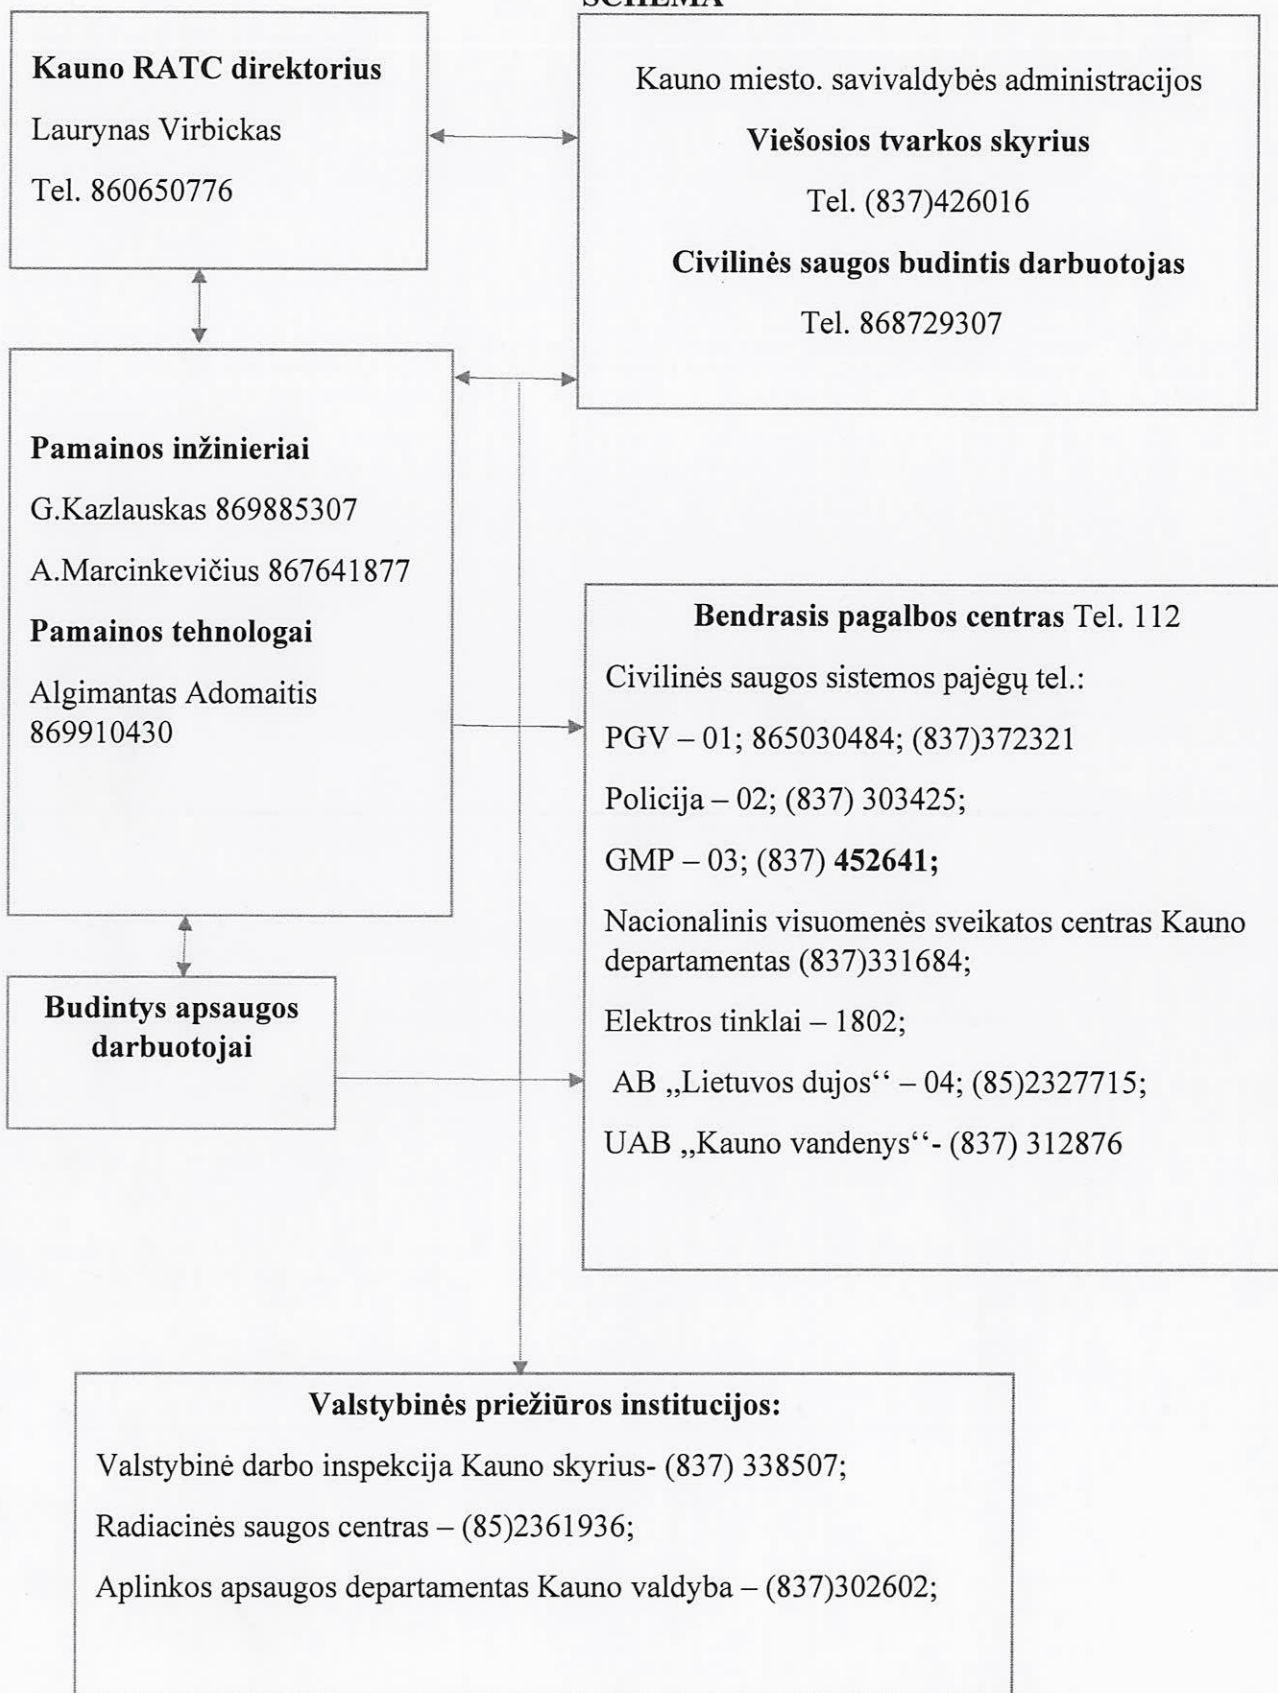 SCHEMA
Kauno RATC direktorius
Laurynas Virbickas
Tel. 860650776
Kauno miesto. savivaldybės administracijos
Viešosios tvarkos skyrius
Tel. (837)426016
Civilinės saugos budintis darbuotojas
Tel. 868729307
Pamainos inžinieriai
G.Kazlauskas 869885307
A.Marcinkevičius 867641877
Pamainos tehnologai
Algimantas Adomaitis
869910430
Bendrasis pagalbos centras Tel. 112
Civilinės saugos sistemos pajėgų tel.:
PGV – 01; 865030484; (837)372321
Policija – 02; (837) 303425;
GMP – 03; (837) 452641;
Nacionalinis visuomenės sveikatos centras Kauno
departamentas (837)331684;
Elektros tinklai – 1802;
AB „Lietuvos dujos“ – 04; (85)2327715;
UAB „Kauno vandenys“- (837) 312876
Budintys apsaugos
darbuotojai
Valstybinės priežiūros institucijos:
Valstybinė darbo inspekcija Kauno skyrius- (837) 338507;
Radiacinės saugos centras – (85)2361936;
Aplinkos apsaugos departamentas Kauno valdyba – (837)302602;